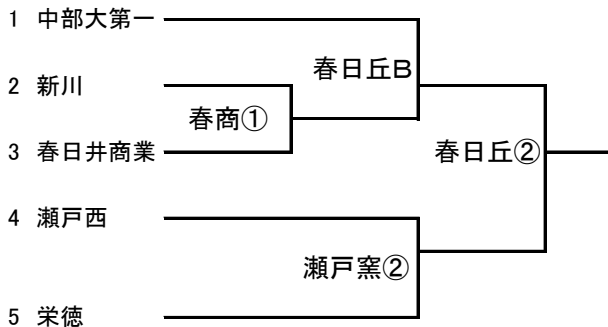 1 中部大第一
春日丘B
2 新川
春商①
3 春日井商業
春日丘②
4 瀬戸西
瀬戸窯②
5 栄徳